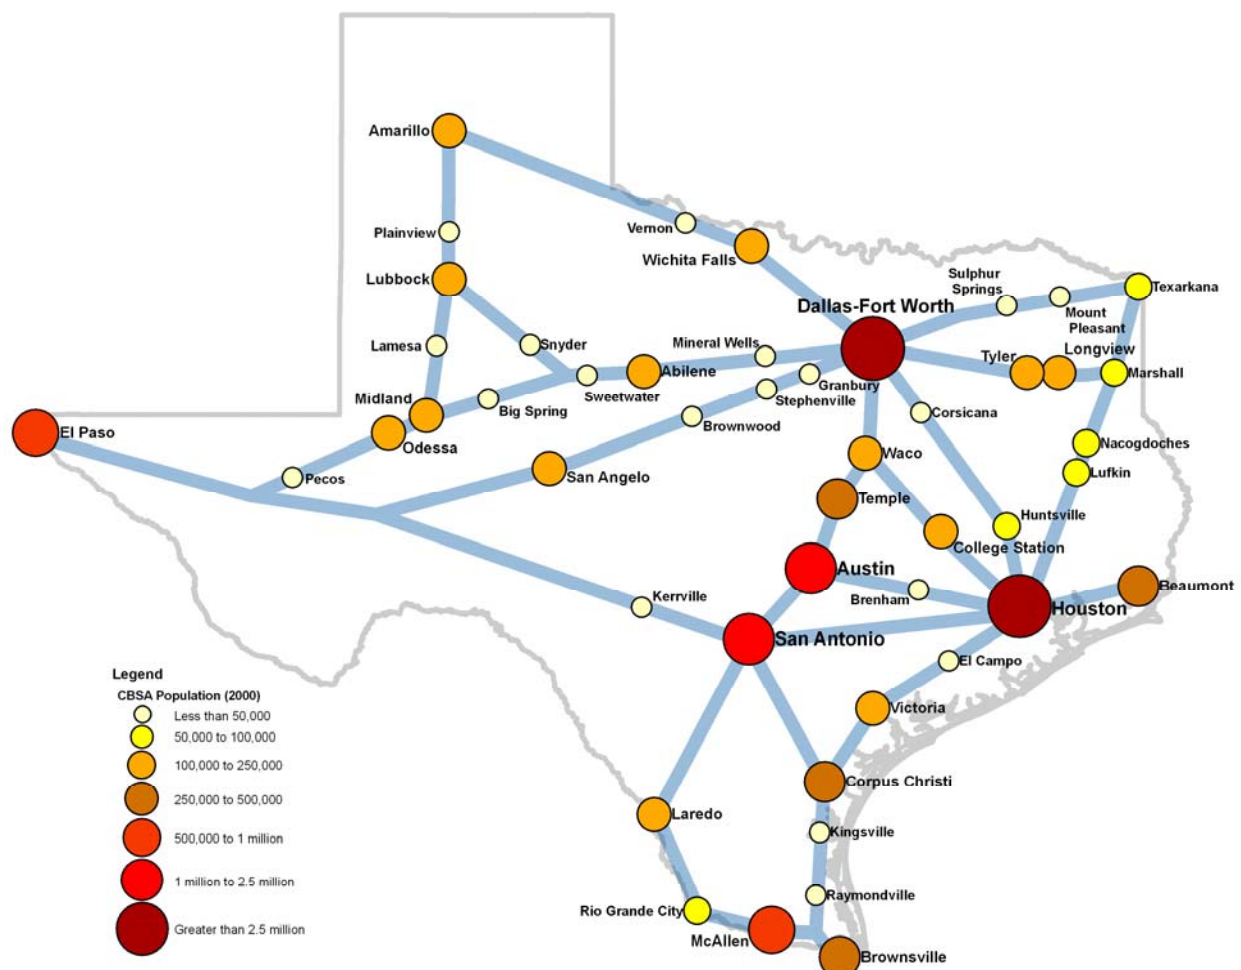 Amarillo
Vernon
Plainview
Wichita Falls
Lubbock
Sulphur
Springs
Texarkana
Dallas-Fort Worth
Mount
Pleasant
Lamesa
Snyder
Mineral Wells
Tyler
Longview
Abilene
Marshall
Granbury
Sweetwater
Stephenville
Midland
Big Spring
Corsicana
Brownwood
El Paso
Odessa
Waco
Nacogdoches
Pecos
San Angelo
Lufkin
Temple
Huntsville
College Station
Austin
Beaumont
Kerrville
Brenham
Houston
San Antonio
El Campo
Legend
CBSA Population (2000)
Less than 50,000
50,000 to 100,000
100,000 to 250,000
250,000 to 500,000
500,000 to 1 million
1 million to 2.5 million
Greater than 2.5 million
Victoria
Corpus Christi
Laredo
Kingsville
Raymondville
Rio Grande City
McAllen
Brownsville